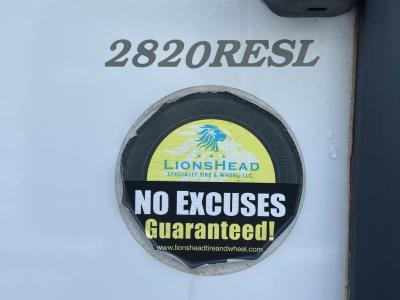 2820RESL
LIONSHEAD
SPECIALTY TIRE & WHEEL LLC.
NO EXCUSES
Guaranteed!
www.lionsheadtireandwheel.com